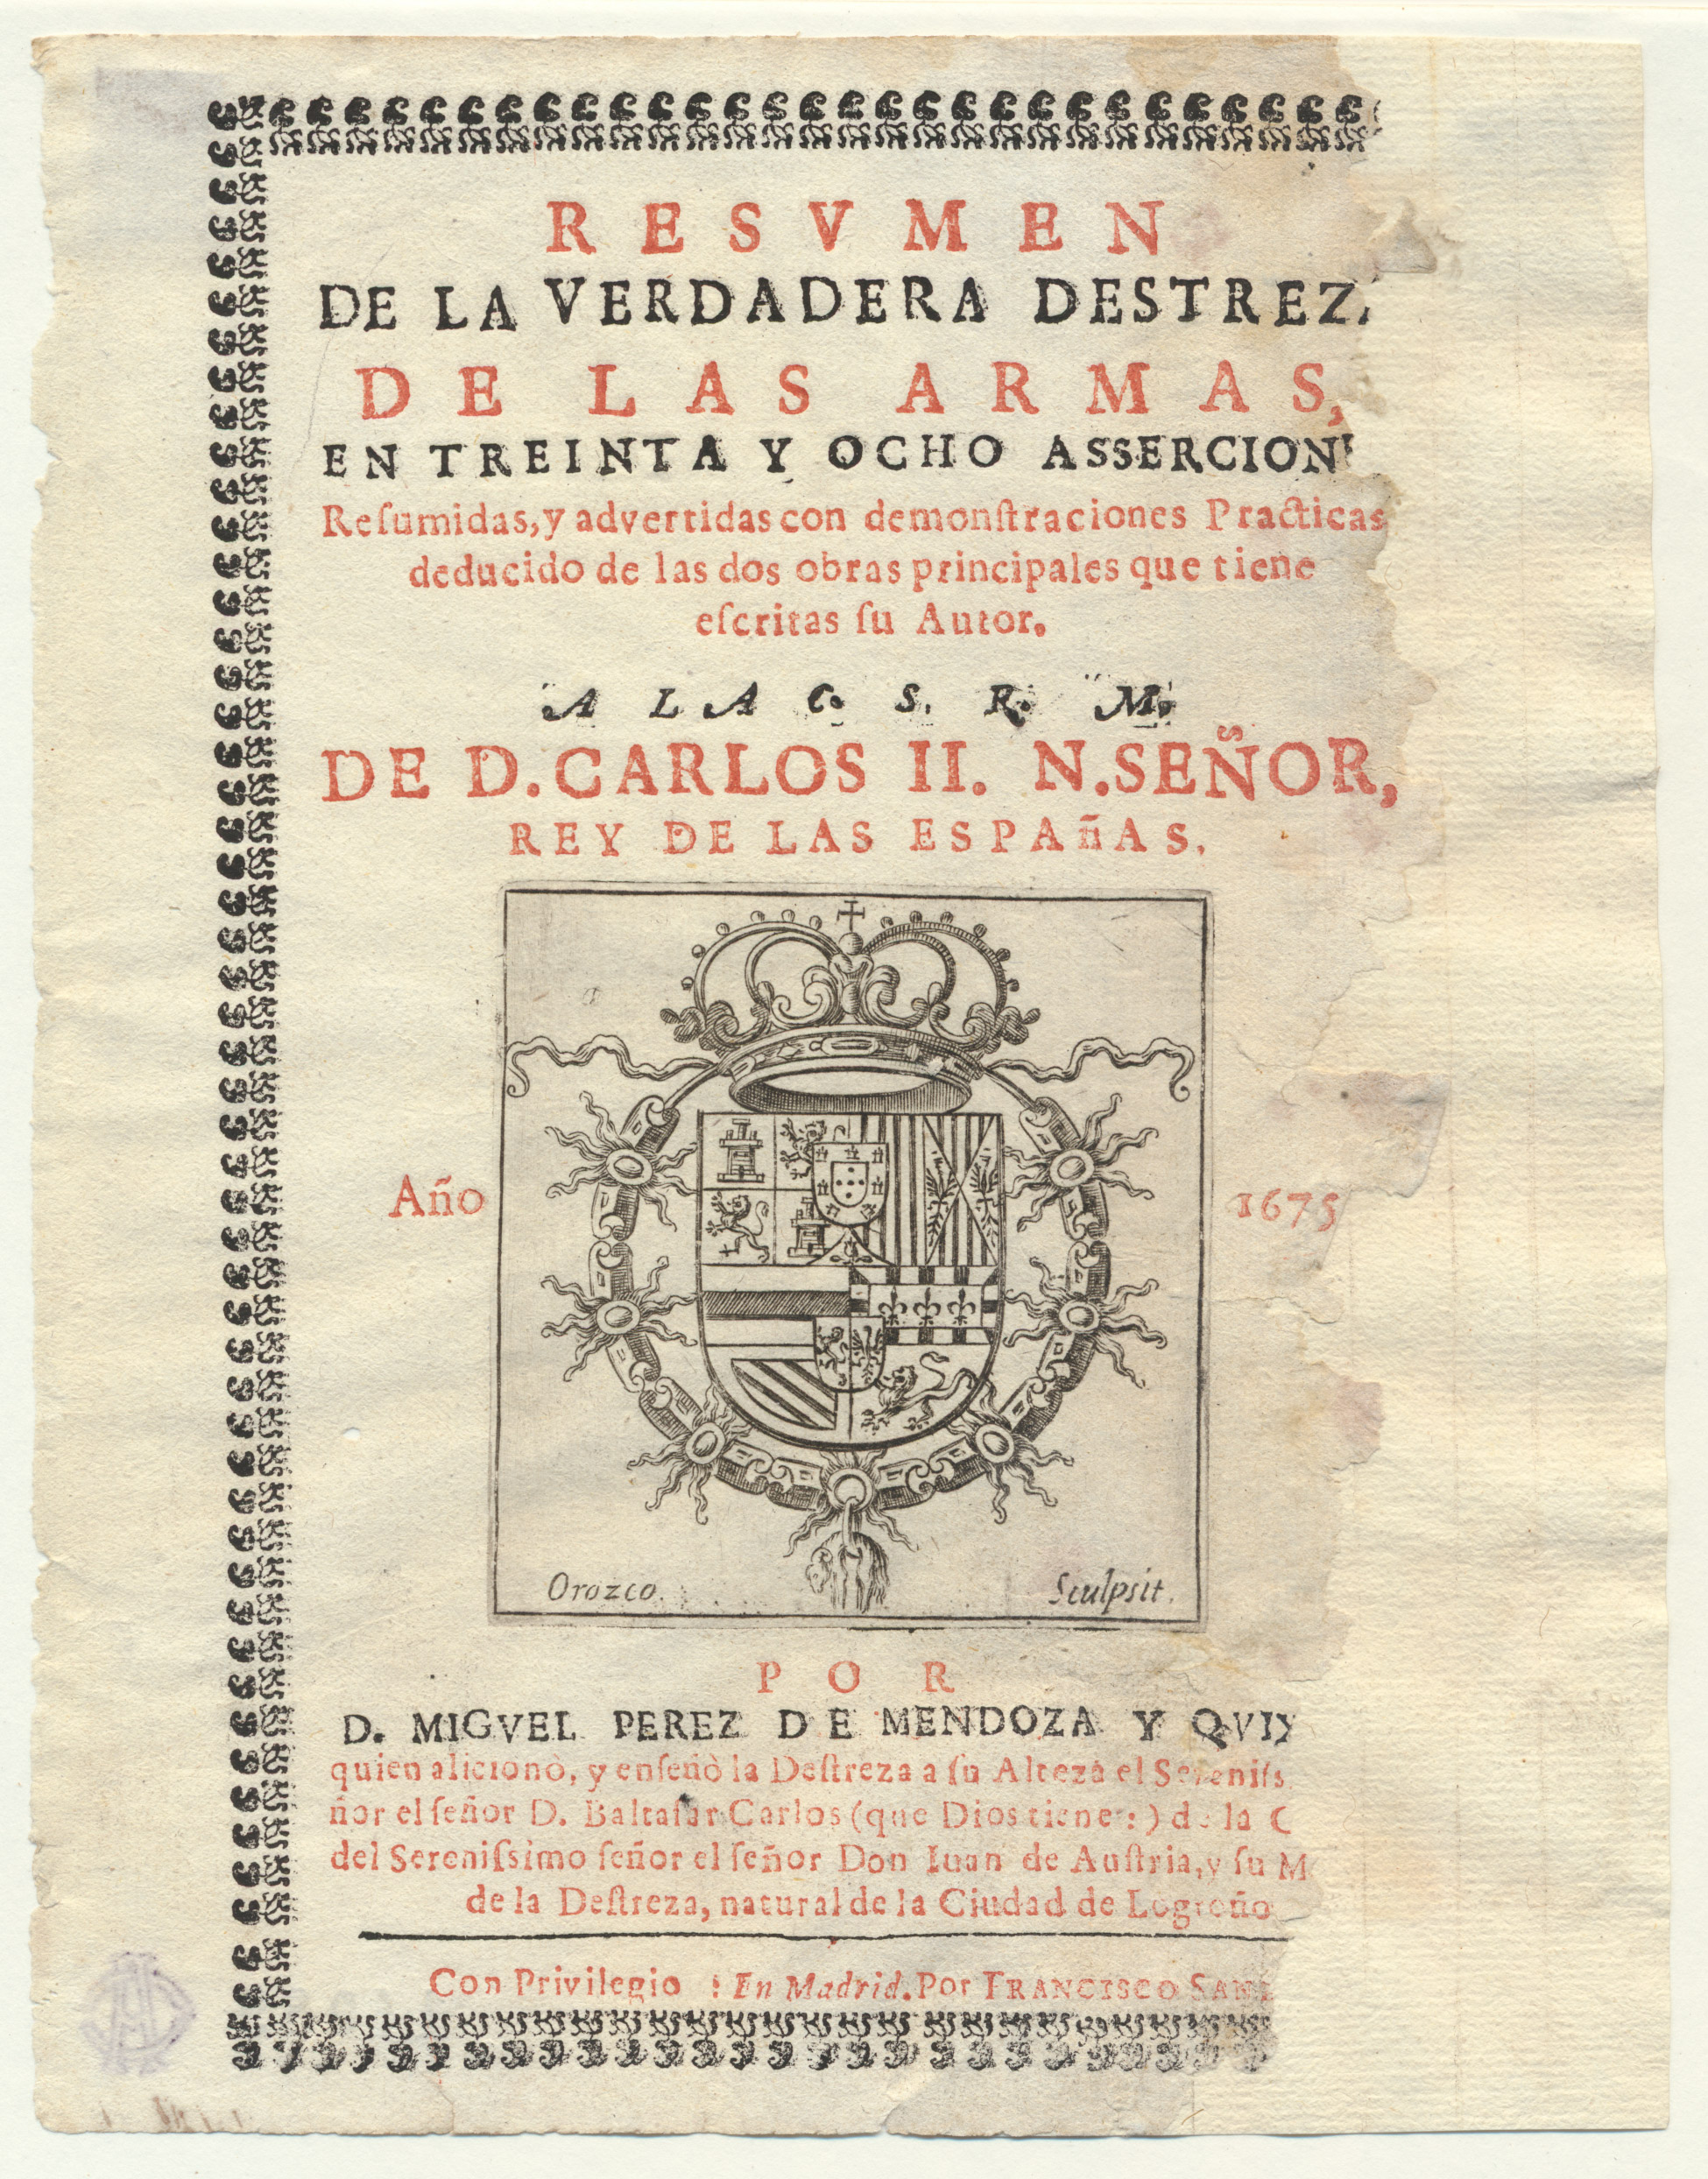 RESVMEN
DE LA VERDADERA DESTREZ
DE LAS ARMAS,
EN TREINTA Y OCHO ASSERCION
Reſumidas, y advertidas con demonſtraciones Practicas
deducido de las dos obras principales que tiene
eſcritas ſu Autor.
A LA C. S. R. M.
DE D. CARLOS II. N. SEÑOR,
REY DE LAS ESPAñAS.
Año 1675
Orozco. Sculpsit.
POR
D. MIGVEL PEREZ DE MENDOZA Y QVIX
quien alicionò, y enſeñò la Deſtreza a ſu Alteza el Sereniſs
ñor el ſeñor D. Baltaſar Carlos (que Dios tiene:) de la C
del Sereniſsimo ſeñor el ſeñor Don Iuan de Auſtria, y ſu M
de la Deſtreza, natural de la Ciudad de Logroño
Con Privilegio : En Madrid. Por FRANCISCO SAN